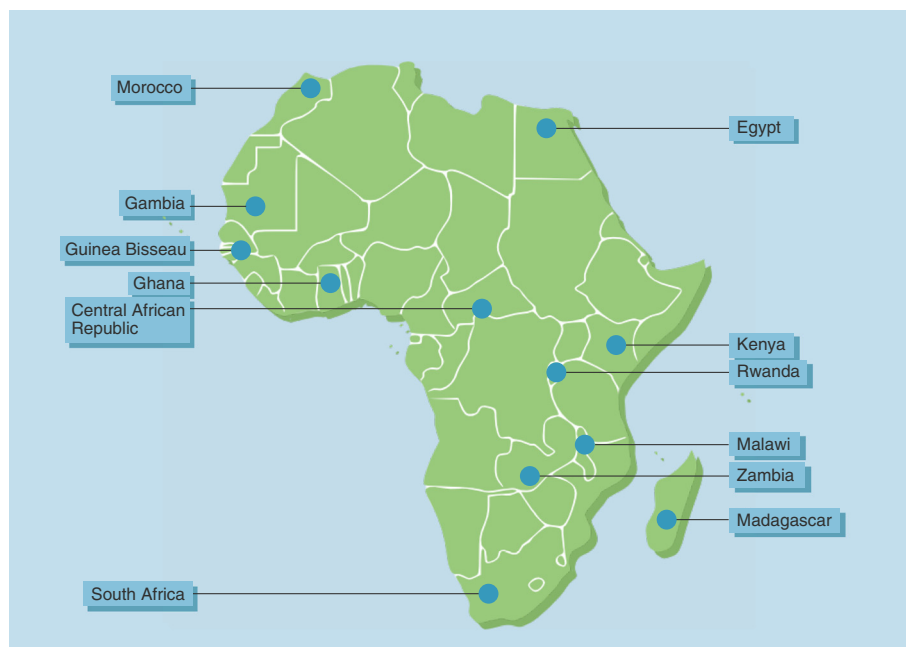 Morocco
Egypt
Gambia
Guinea Bisseau
Ghana
Central African
Republic
Kenya
Rwanda
Malawi
Zambia
Madagascar
South Africa